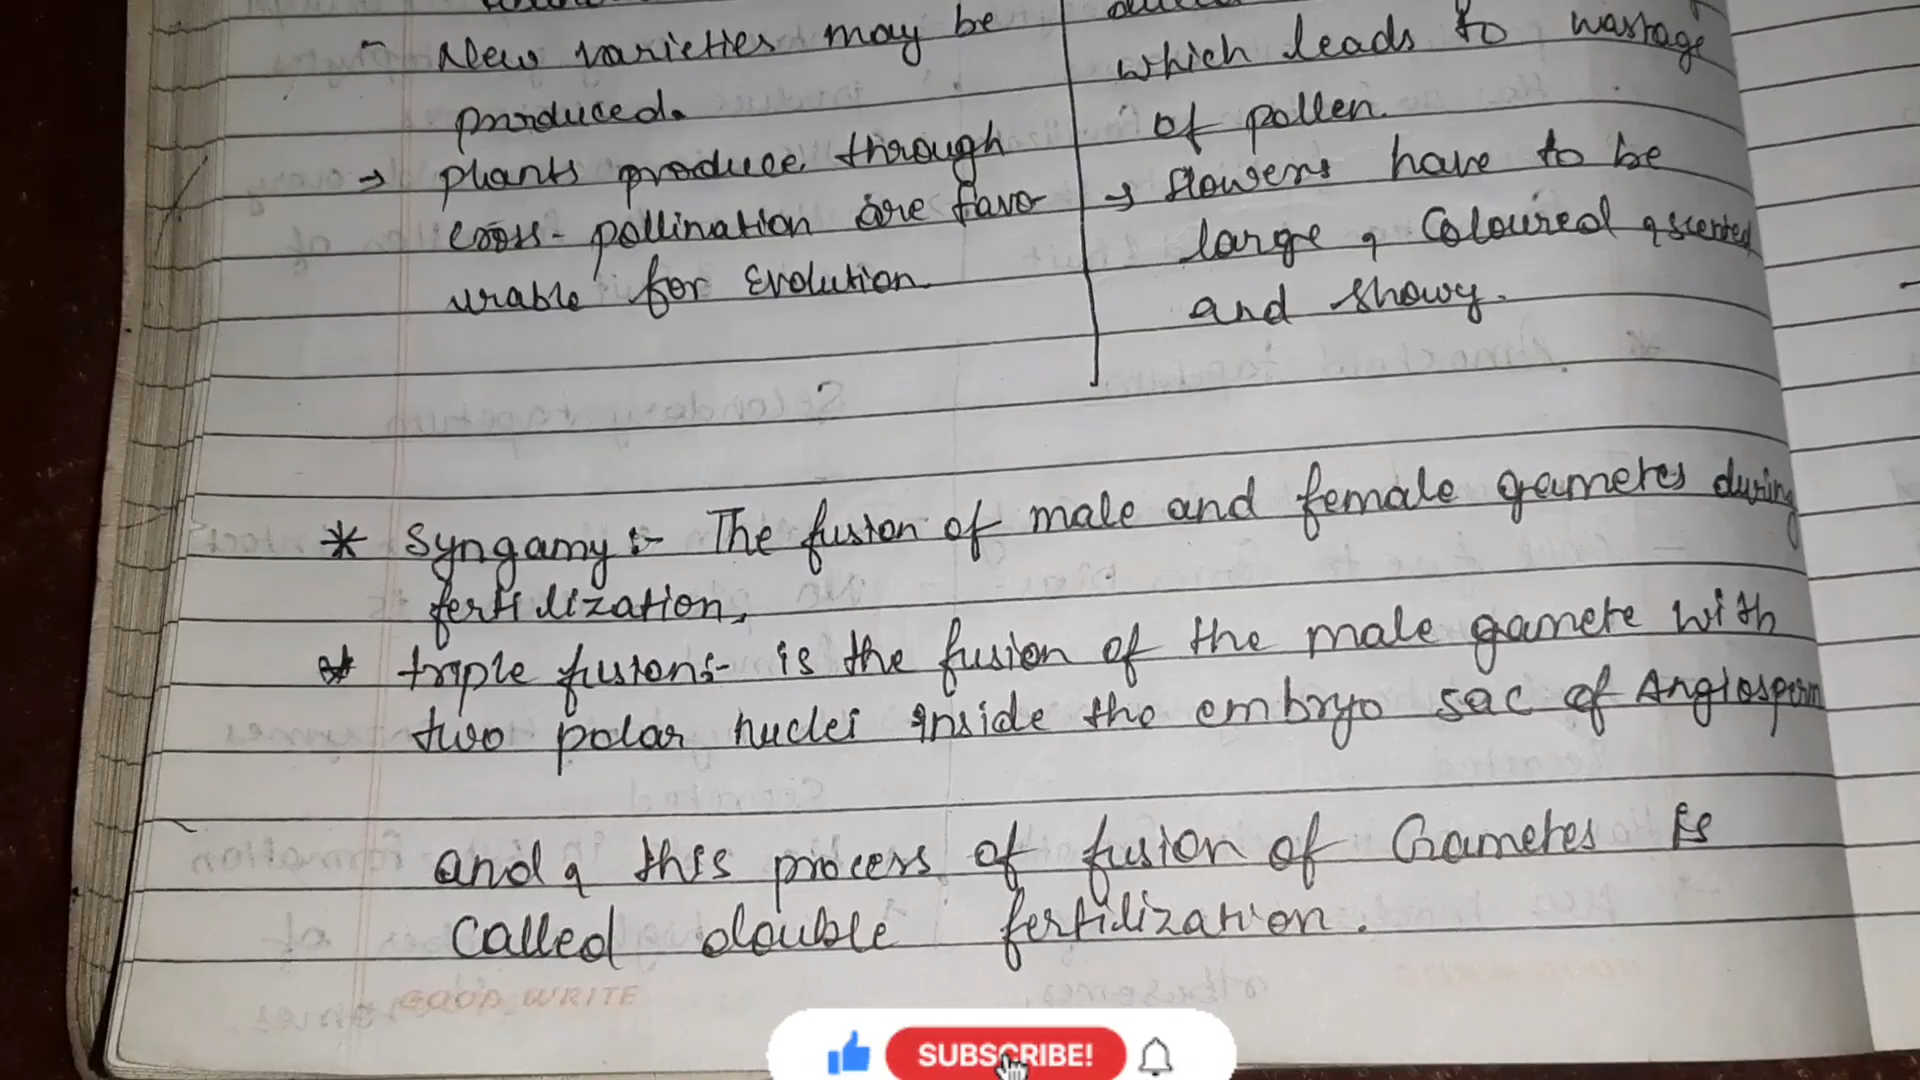 - New varieties may be
produced.
→ plants produce through
cross-pollination are favo
urable for Evolution.
which leads to wastage
of pollen.
→ flowers have to be
large, Coloured, scented
and showy.
* Syngamy :- The fusion of male and female gametes during
fertilization.
* triple fusion:- is the fusion of the male gamete with
two polar nuclei inside the embryo sac of Angiosperm
and, this process of fusion of Gametes is
called double fertilization.
GOOD WRITE
SUBSCRIBE!